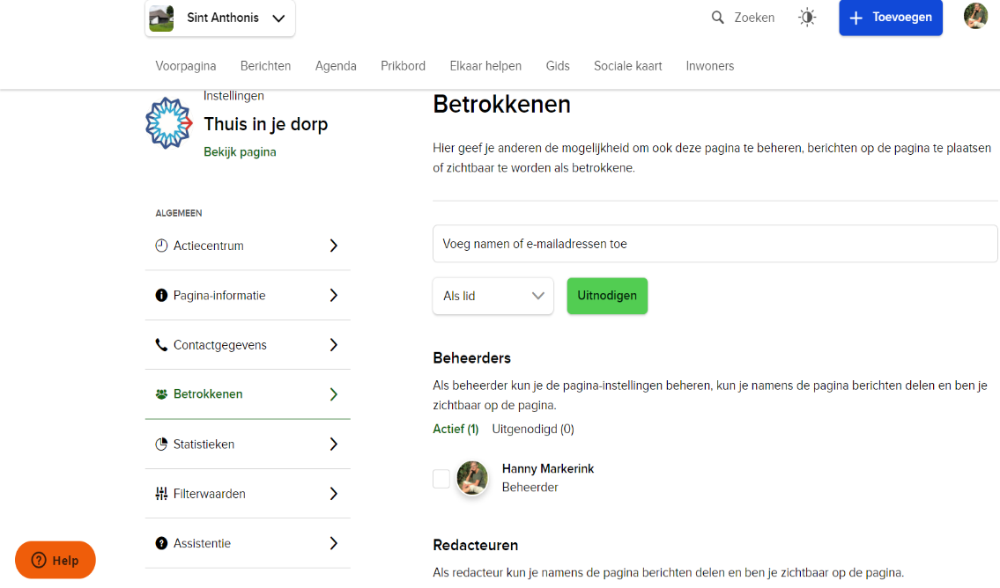 Sint Anthonis
Zoeken
Toevoegen
Voorpagina
Berichten
Agenda
Prikbord
Elkaar helpen
Gids
Sociale kaart
Inwoners
Instellingen
Thuis in je dorp
Bekijk pagina
ALGEMEEN
Actiecentrum
Pagina-informatie
Contactgegevens
Betrokkenen
Statistieken
Filterwaarden
Assistentie
Help
Betrokkenen
Hier geef je anderen de mogelijkheid om ook deze pagina te beheren, berichten op de pagina te plaatsen
of zichtbaar te worden als betrokkene.
Voeg namen of e-mailadressen toe
Als lid
Uitnodigen
Beheerders
Als beheerder kun je de pagina-instellingen beheren, kun je namens de pagina berichten delen en ben je
zichtbaar op de pagina.
Actief (1) Uitgenodigd (0)
Hanny Markerink
Beheerder
Redacteuren
Als redacteur kun je namens de pagina berichten delen en ben je zichtbaar op de pagina.